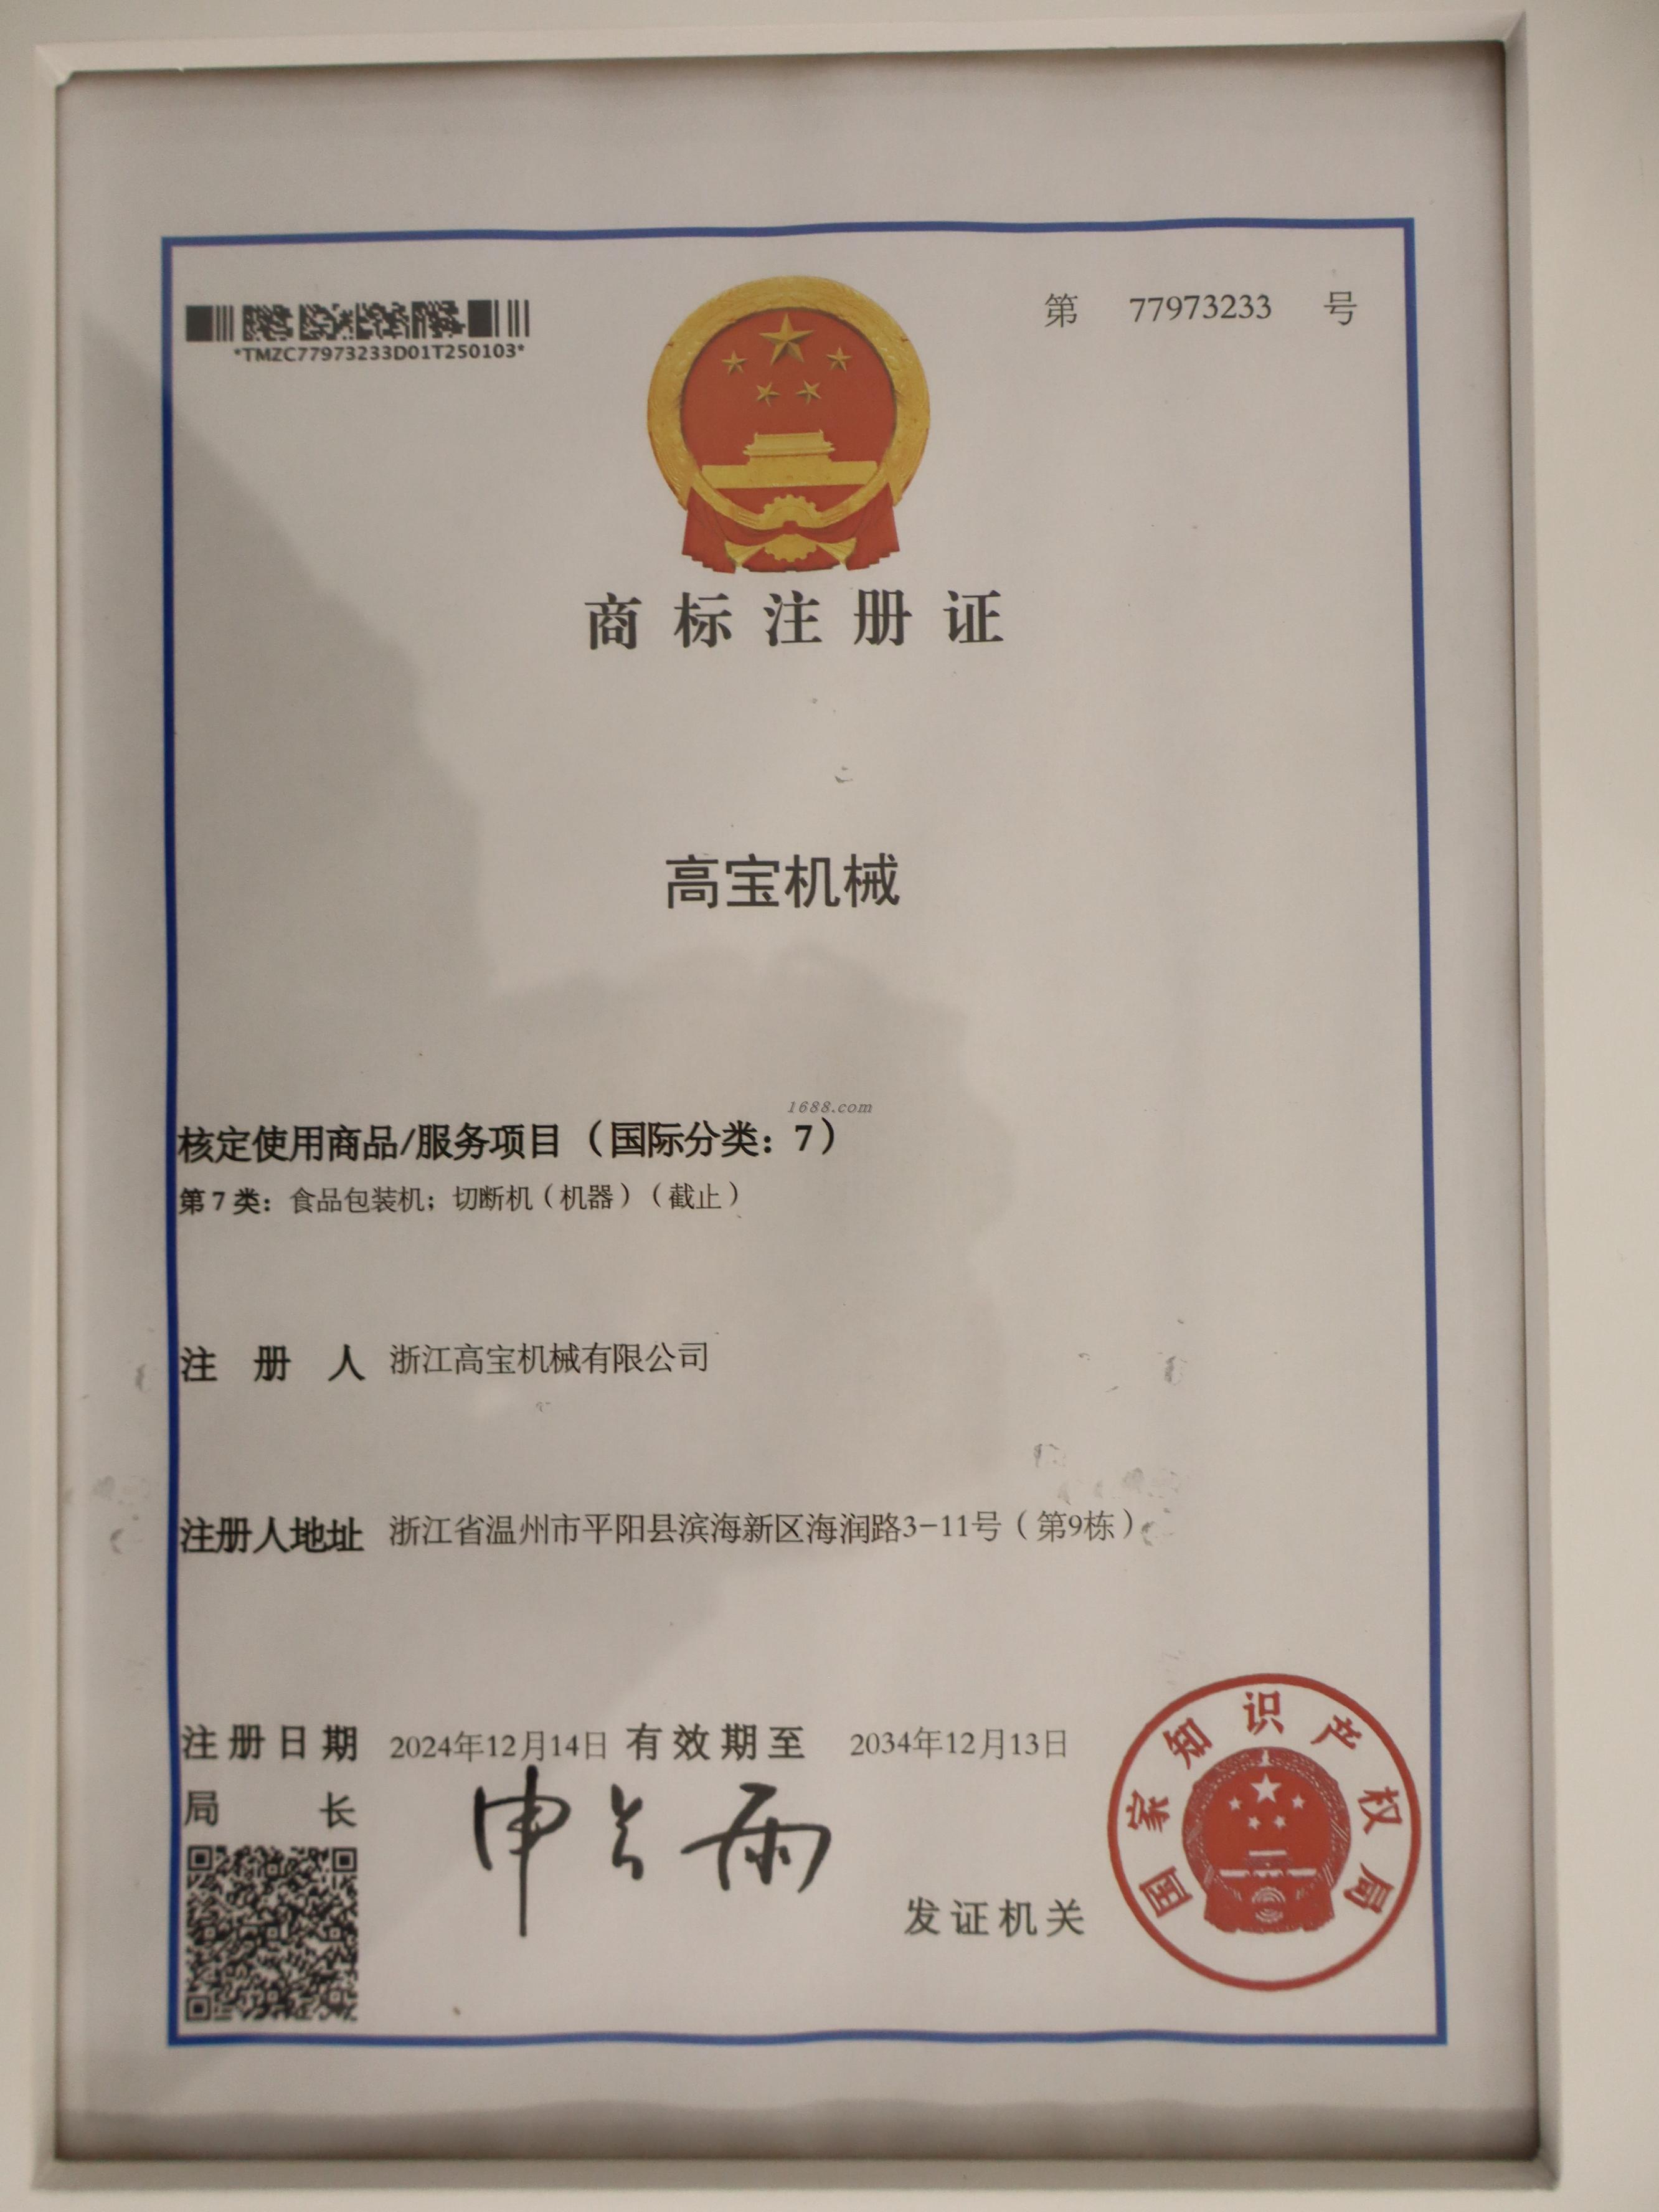 第 77973233 号
*TMZC77973233D01T250103*
商标注册证
高宝机械
1688.com
核定使用商品/服务项目（国际分类：7）
第7类：食品包装机；切断机（机器）（截止）
注册人 浙江高宝机械有限公司
注册人地址 浙江省温州市平阳县滨海新区海润路3-11号（第9栋）
注册日期 2024年12月14日 有效期至 2034年12月13日
局长 申长雨
发证机关
国家知识产权局